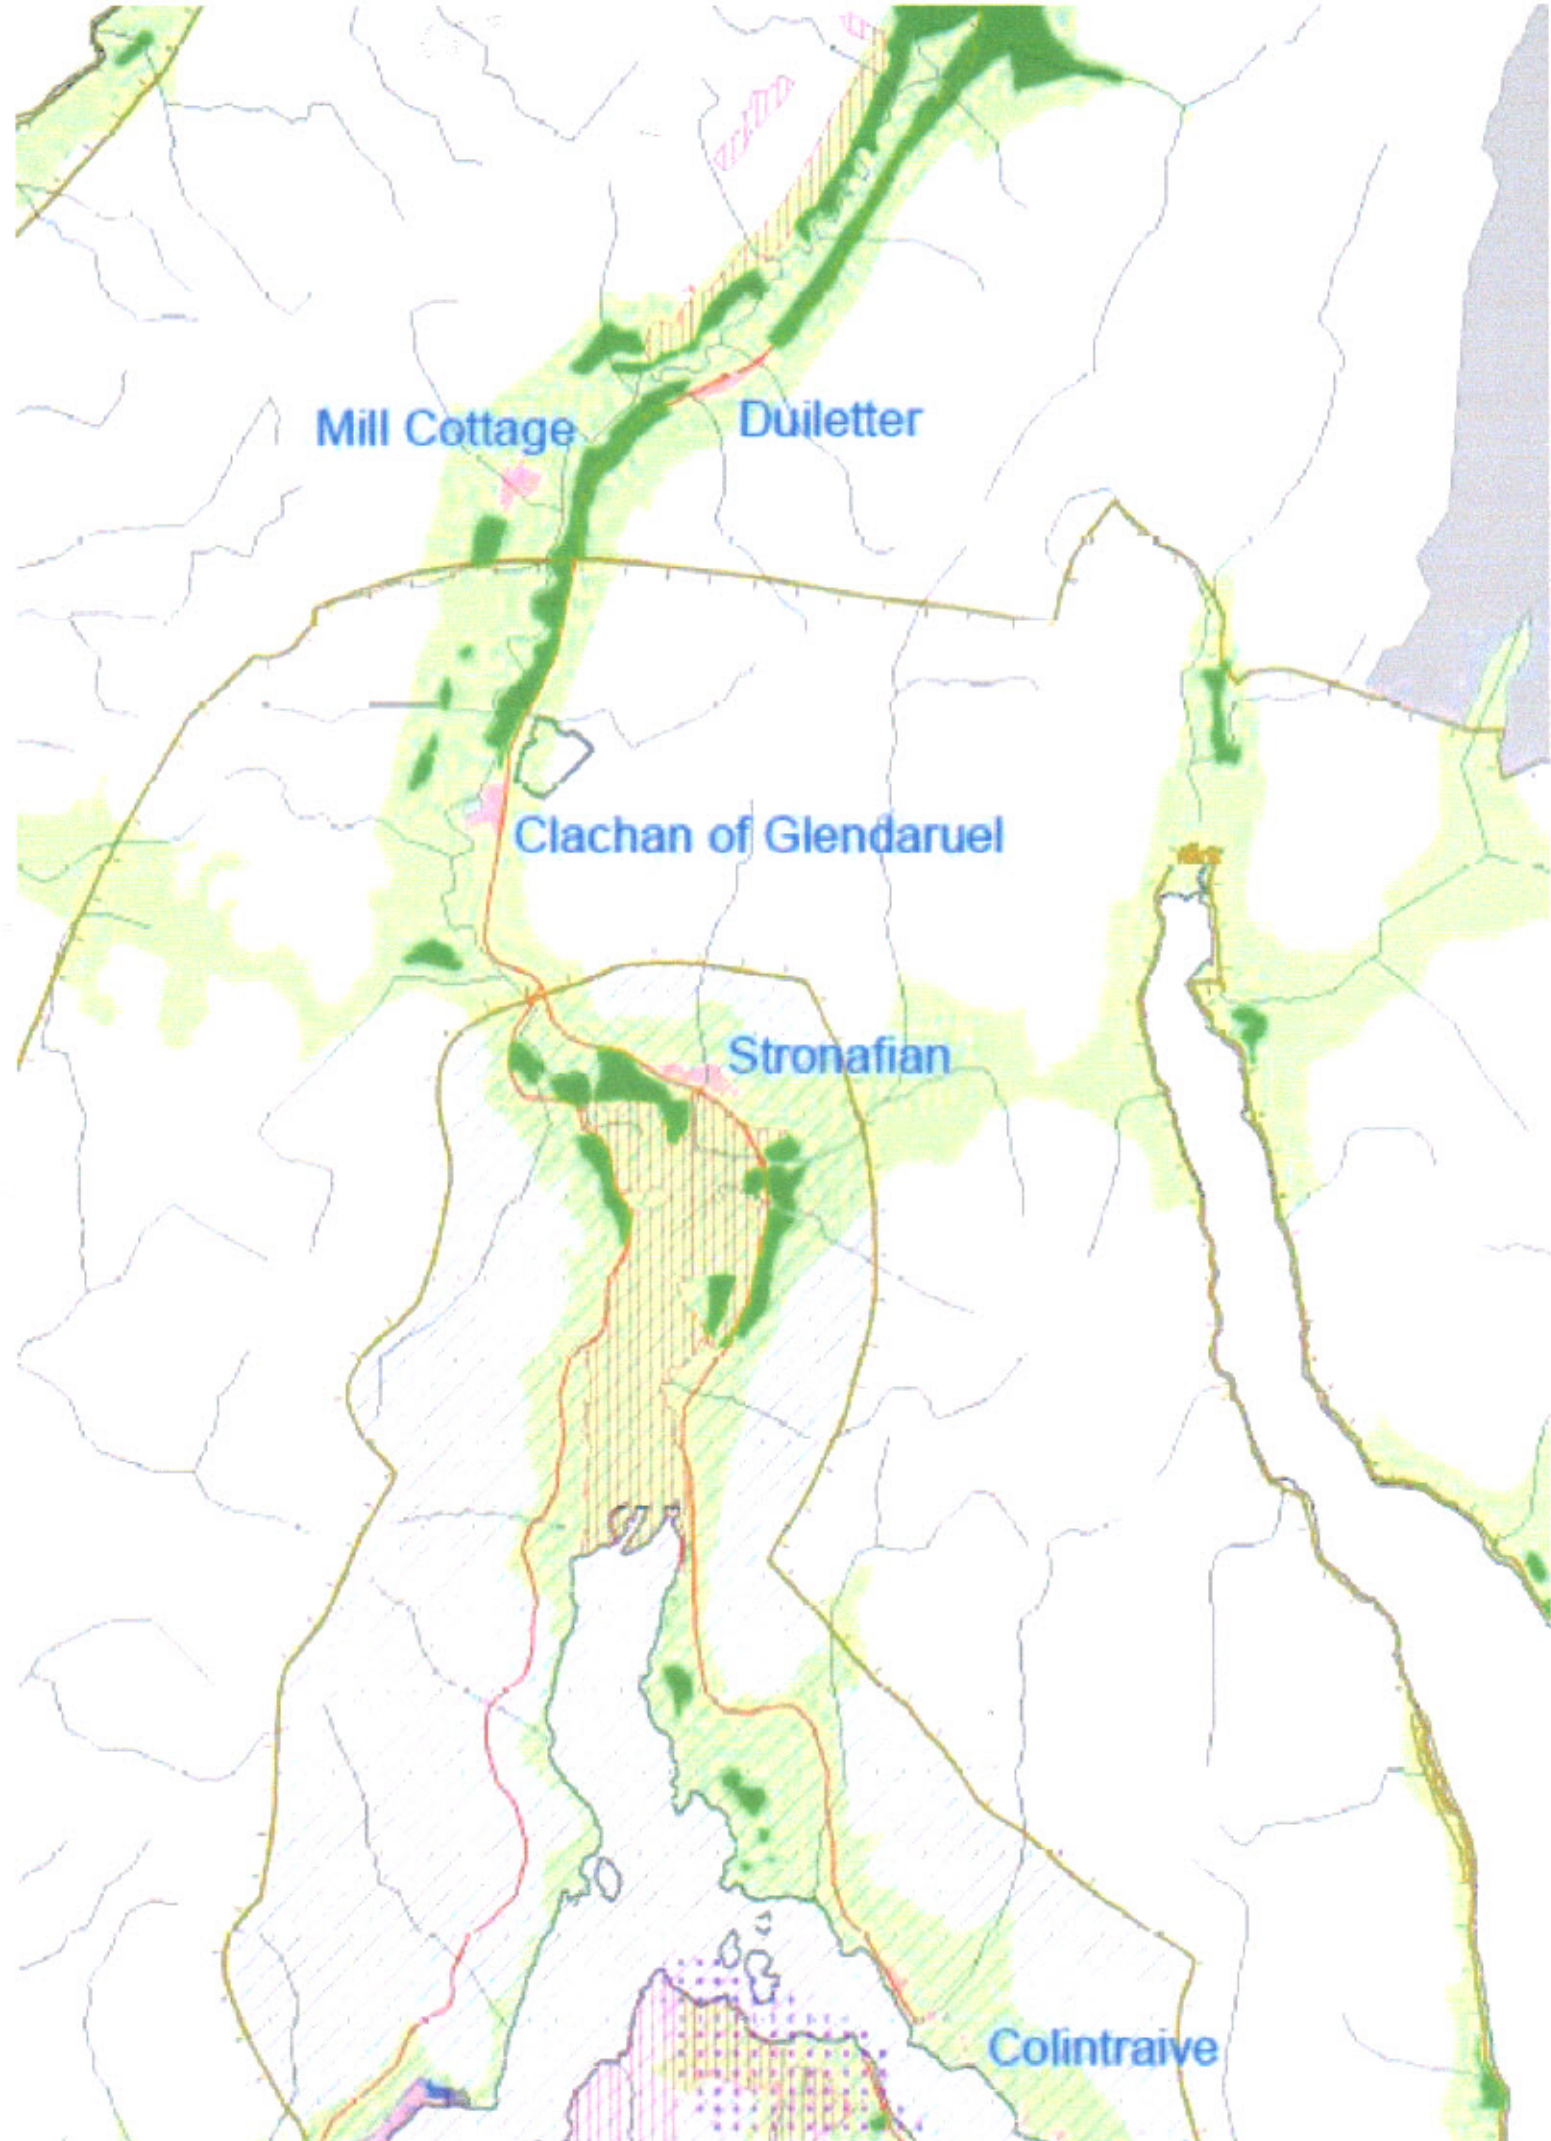 Mill Cottage
Duiletter
Clachan of Glendaruel
Stronafian
Colintraive